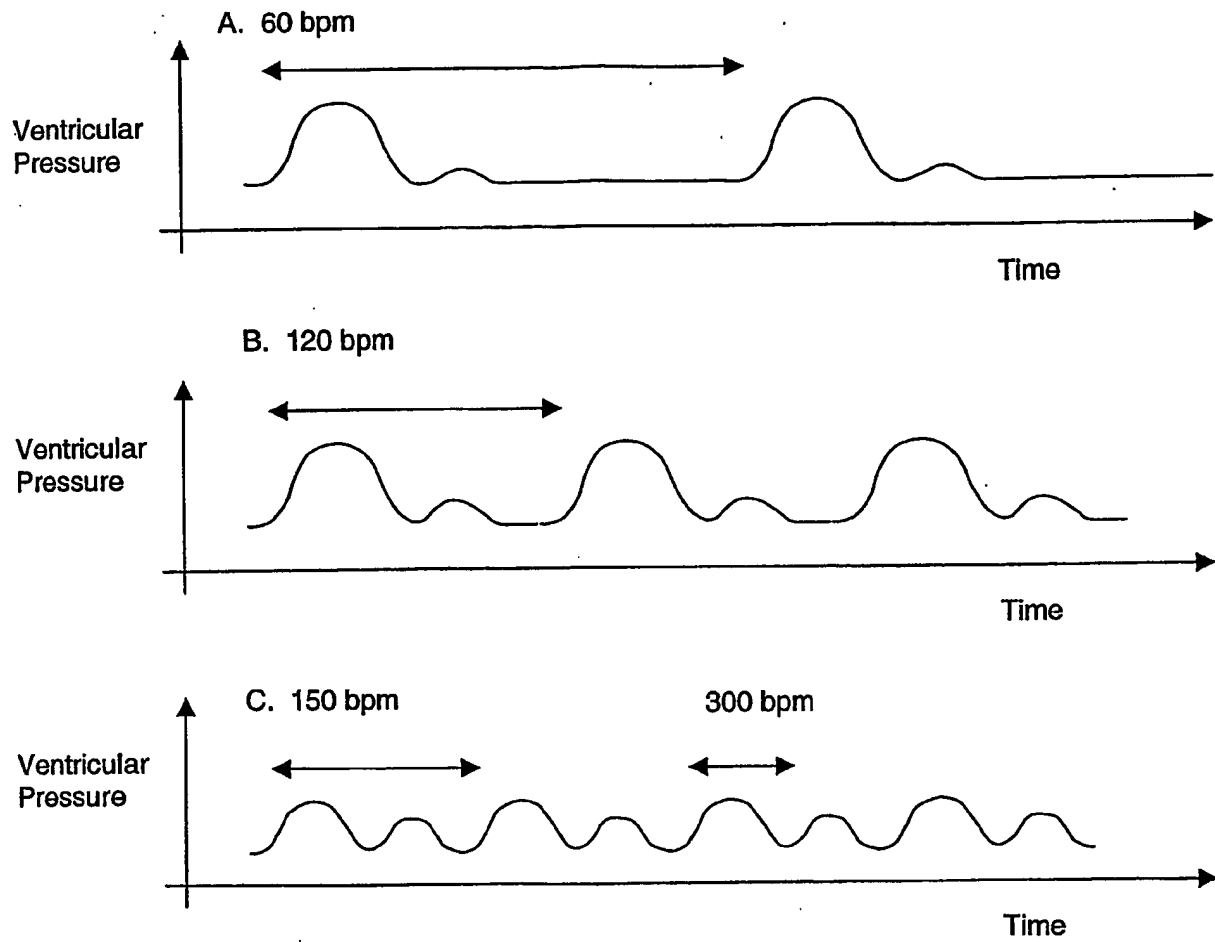 A. 60 bpm
Ventricular
Pressure
Time
B. 120 bpm
Ventricular
Pressure
Time
C. 150 bpm
300 bpm
Ventricular
Pressure
Time